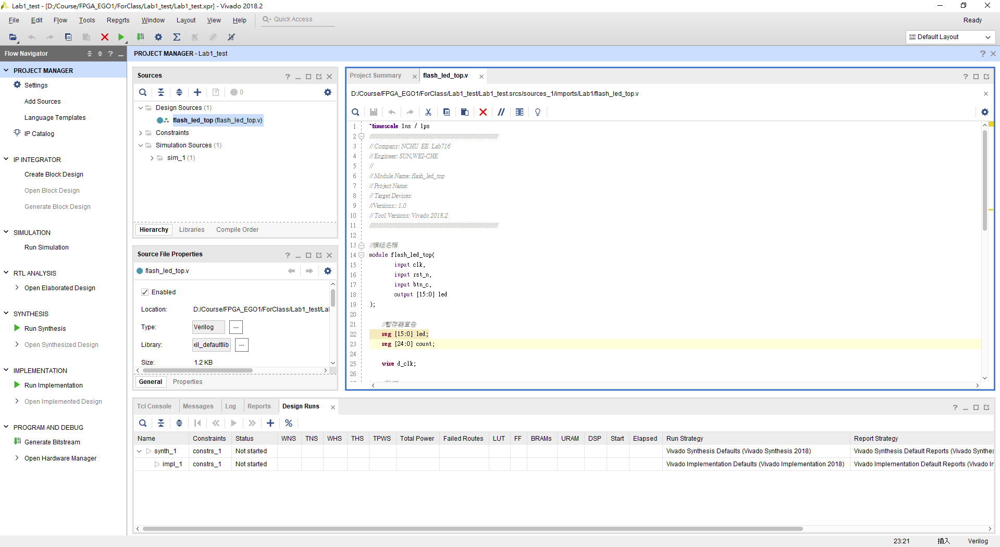 Lab1_test - [D:/Course/FPGA_EGO1/ForClass/Lab1_test/Lab1_test.xpr] - Vivado 2018.2
File Edit Flow Tools Reports Window Layout View Help Quick Access Ready
Default Layout
Flow Navigator
PROJECT MANAGER
Settings
Add Sources
Language Templates
IP Catalog
IP INTEGRATOR
Create Block Design
Open Block Design
Generate Block Design
SIMULATION
Run Simulation
RTL ANALYSIS
Open Elaborated Design
SYNTHESIS
Run Synthesis
Open Synthesized Design
IMPLEMENTATION
Run Implementation
Open Implemented Design
PROGRAM AND DEBUG
Generate Bitstream
Open Hardware Manager
PROJECT MANAGER - Lab1_test
Sources
0
Design Sources (1)
flash_led_top (flash_led_top.v)
Constraints
Simulation Sources (1)
sim_1 (1)
Hierarchy Libraries Compile Order
Source File Properties
flash_led_top.v
Enabled
Location: D:/Course/FPGA_EGO1/ForClass/Lab1_test/Lal
Type: Verilog ...
Library: xil_defaultlib ...
Size: 1.2 KB
General Properties
Project Summary flash_led_top.v
D:/Course/FPGA_EGO1/ForClass/Lab1_test/Lab1_test.srcs/sources_1/imports/Lab1/flash_led_top.v
1 `timescale 1ns / 1ps
2 //////////////////////////////////////////////////////////////////////////////////
3 // Company: NCHU EE Lab716
4 // Engineer: SUN,WEI-CHE
5 //
6 // Module Name: flash_led_top
7 // Project Name:
8 // Target Devices:
9 //Versions:: 1.0
10 // Tool Versions: Vivado 2018.2
11 //////////////////////////////////////////////////////////////////////////////////
12
13 //模組名稱
14 module flash_led_top(
15 input clk,
16 input rst_n,
17 input btn_c,
18 output [15:0] led
19 );
20
21 //暫存器宣告
22 reg [15:0] led;
23 reg [24:0] count;
24
25 wire d_clk;
26
Tcl Console Messages Log Reports Design Runs
Name Constraints Status WNS TNS WHS THS TPWS Total Power Failed Routes LUT FF BRAMs URAM DSP Start Elapsed Run Strategy Report Strategy
synth_1 constrs_1 Not started Vivado Synthesis Defaults (Vivado Synthesis 2018) Vivado Synthesis Default Reports (Vivado Synthes
impl_1 constrs_1 Not started Vivado Implementation Defaults (Vivado Implementation 2018) Vivado Implementation Default Reports (Vivado Ir
23:21 插入 Verilog